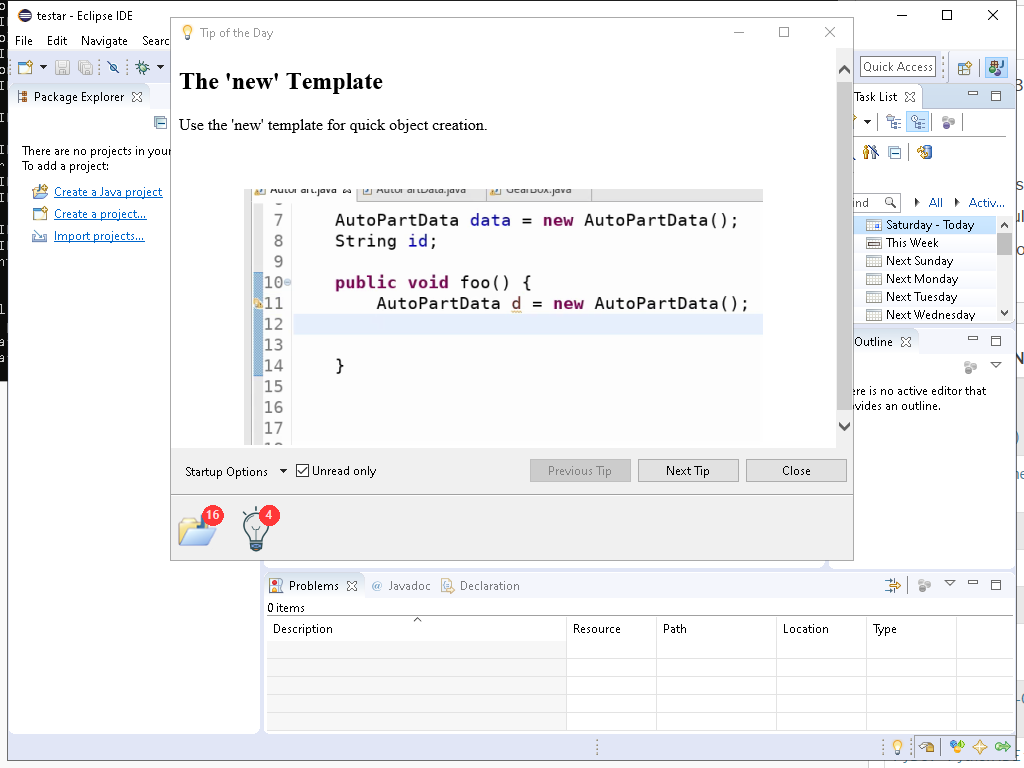 testar - Eclipse IDE
File Edit Navigate Searc
Quick Access
Package Explorer
There are no projects in your
To add a project:
Create a Java project
Create a project...
Import projects...
Tip of the Day
The 'new' Template
Use the 'new' template for quick object creation.
AutoPart.java AutoPartData.java GearBox.java
7 AutoPartData data = new AutoPartData();
8 String id;
9
10 public void foo() {
11 AutoPartData d = new AutoPartData();
12
13
14 }
15
16
17
18
Startup Options Unread only Previous Tip Next Tip Close
16 4
Task List
ind All Activ...
Saturday - Today
This Week
Next Sunday
Next Monday
Next Tuesday
Next Wednesday
Outline
ere is no active editor that
vides an outline.
Problems @ Javadoc Declaration
0 items
Description Resource Path Location Type